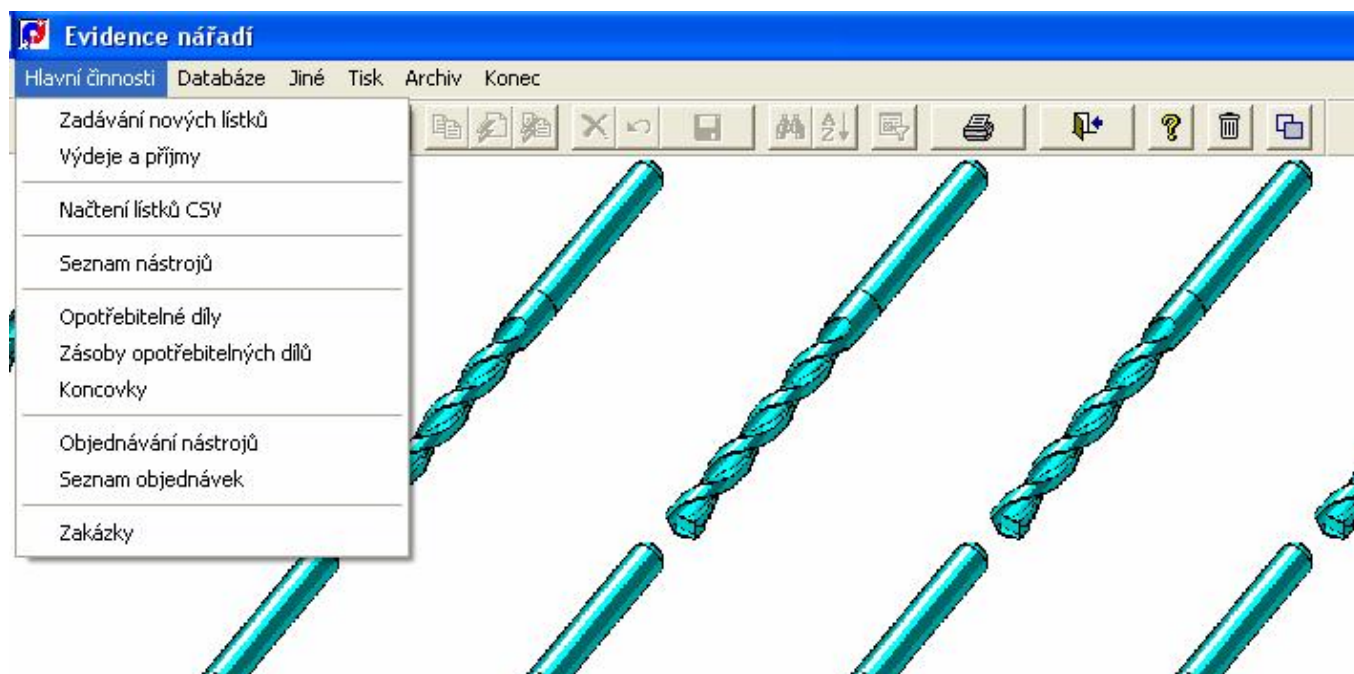 Evidence nářadí
Hlavní činnosti Databáze Jiné Tisk Archiv Konec
Zadávání nových lístků
Výdeje a příjmy
Načtení lístků CSV
Seznam nástrojů
Opotřebitelné díly
Zásoby opotřebitelných dílů
Koncovky
Objednávání nástrojů
Seznam objednávek
Zakázky